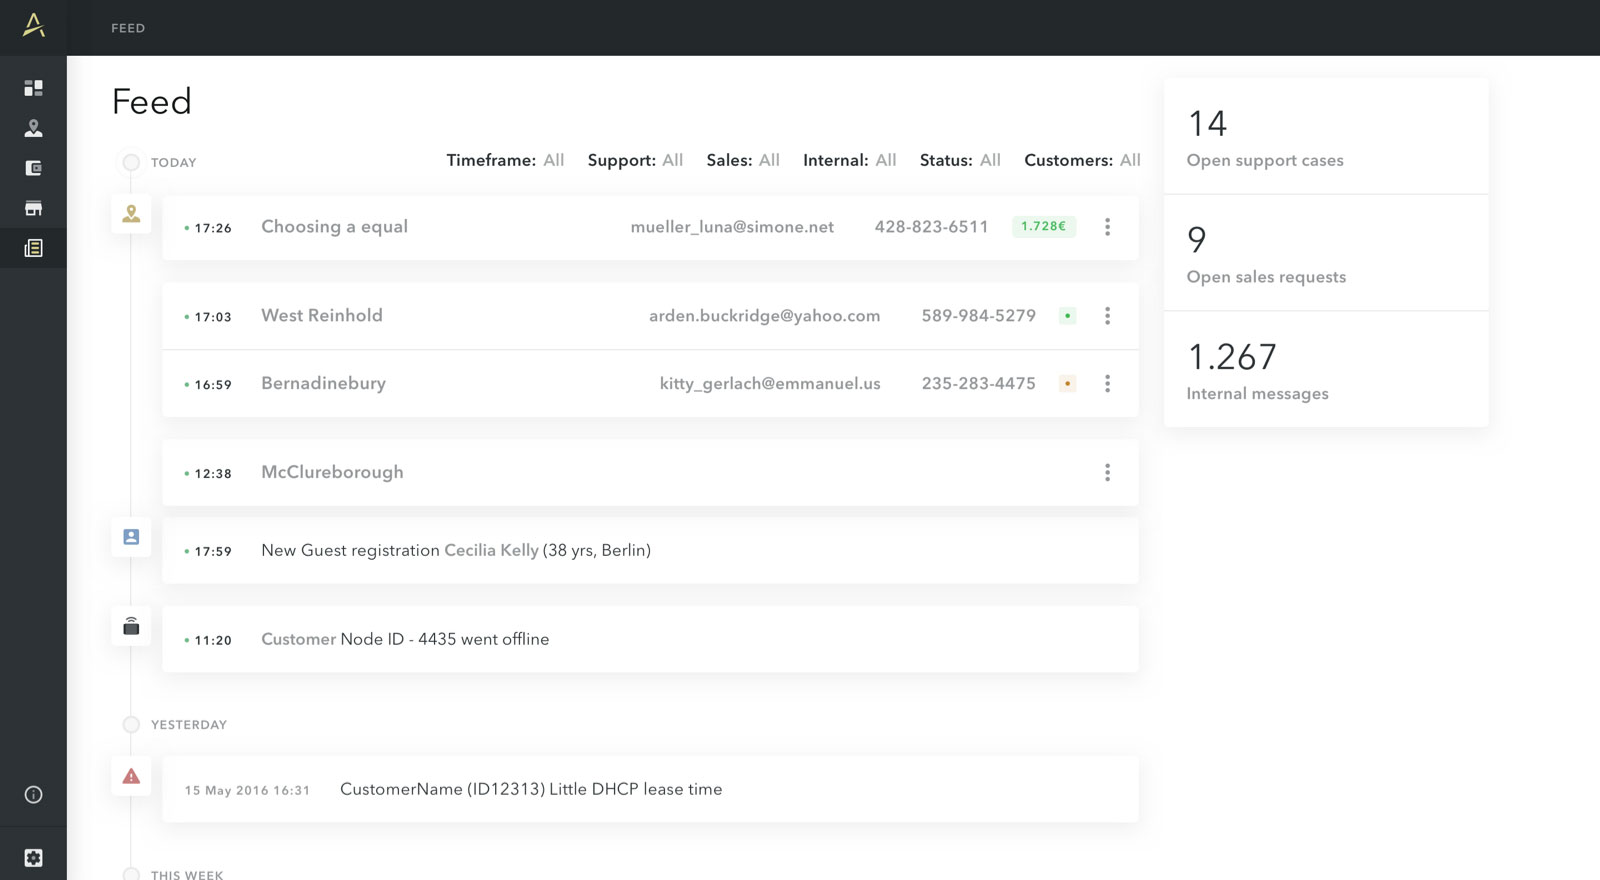 FEED
Feed
TODAY
Timeframe: All Support: All Sales: All Internal: All Status: All Customers: All
17:26 Choosing a equal mueller_luna@simone.net 428-823-6511 1.728€
17:03 West Reinhold arden.buckridge@yahoo.com 589-984-5279
16:59 Bernadinebury kitty_gerlach@emmanuel.us 235-283-4475
12:38 McClureborough
17:59 New Guest registration Cecilia Kelly (38 yrs, Berlin)
11:20 Customer Node ID - 4435 went offline
YESTERDAY
15 May 2016 16:31 CustomerName (ID12313) Little DHCP lease time
THIS WEEK
14
Open support cases
9
Open sales requests
1.267
Internal messages